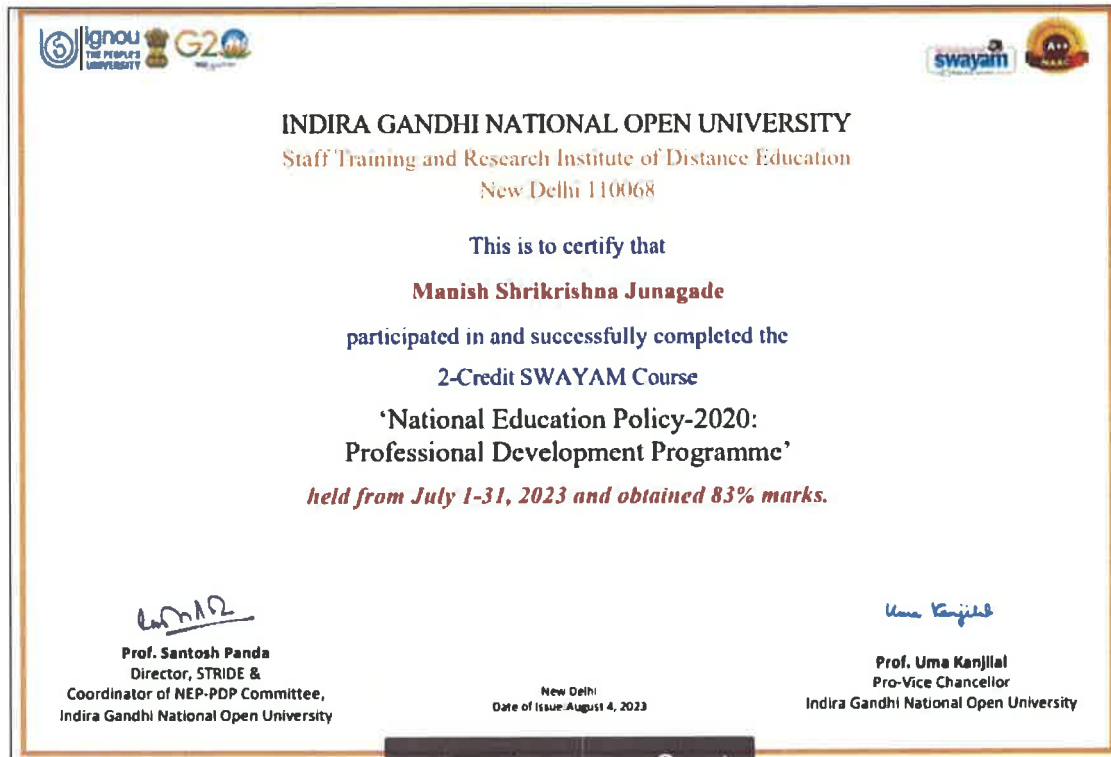 ignou
THE PEOPLE'S
UNIVERSITY
G20
swayam
A++
NAAC
INDIRA GANDHI NATIONAL OPEN UNIVERSITY
Staff Training and Research Institute of Distance Education
New Delhi 110068
This is to certify that
Manish Shrikrishna Junagade
participated in and successfully completed the
2-Credit SWAYAM Course
‘National Education Policy-2020:
Professional Development Programme’
held from July 1-31, 2023 and obtained 83% marks.
Uma Kanjilal
Prof. Santosh Panda
Director, STRIDE &
Coordinator of NEP-PDP Committee,
Indira Gandhi National Open University
New Delhi
Date of Issue:August 4, 2023
Prof. Uma Kanjilal
Pro-Vice Chancellor
Indira Gandhi National Open University